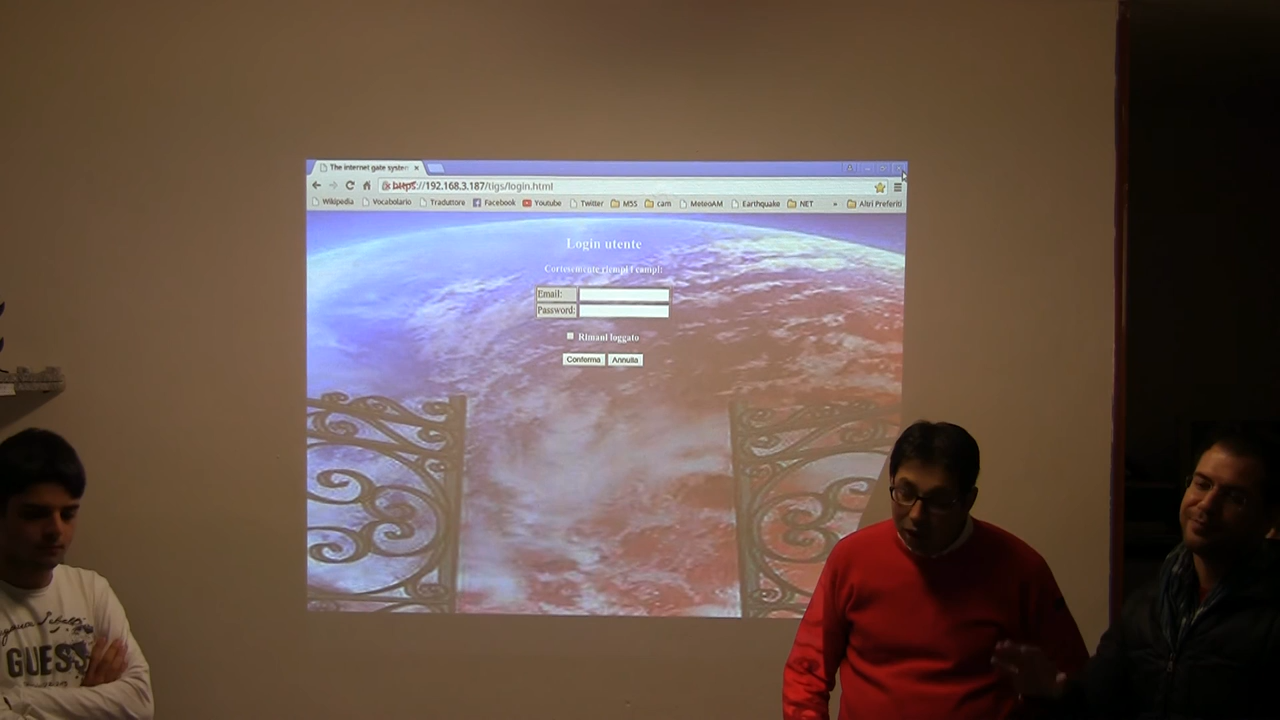 The internet gate syste
https://192.168.3.187/tigs/login.html
Wikipedia Vocabolario Traduttore Facebook Youtube Twitter M5S cam MeteoAM Earthquake NET » Altri Preferiti
Login utente
Cortesemente riempi i campi:
Email:
Password:
Rimani loggato
Conferma Annulla
GUESS